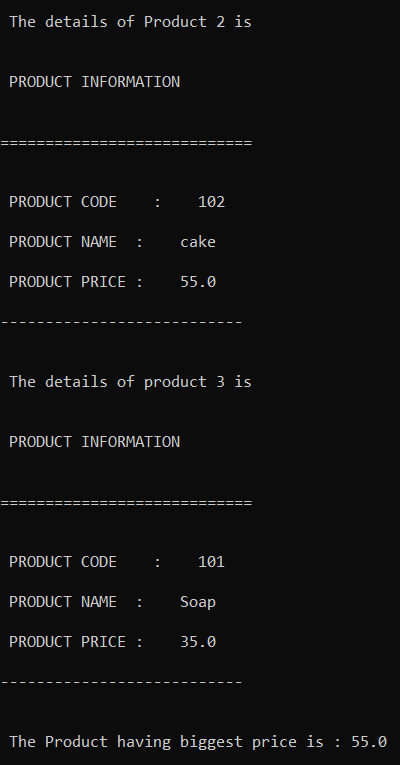 The details of Product 2 is
PRODUCT INFORMATION
============================
PRODUCT CODE    :    102
PRODUCT NAME  :    cake
PRODUCT PRICE :    55.0
---------------------------
The details of product 3 is
PRODUCT INFORMATION
============================
PRODUCT CODE    :    101
PRODUCT NAME  :    Soap
PRODUCT PRICE :    35.0
---------------------------
The Product having biggest price is : 55.0